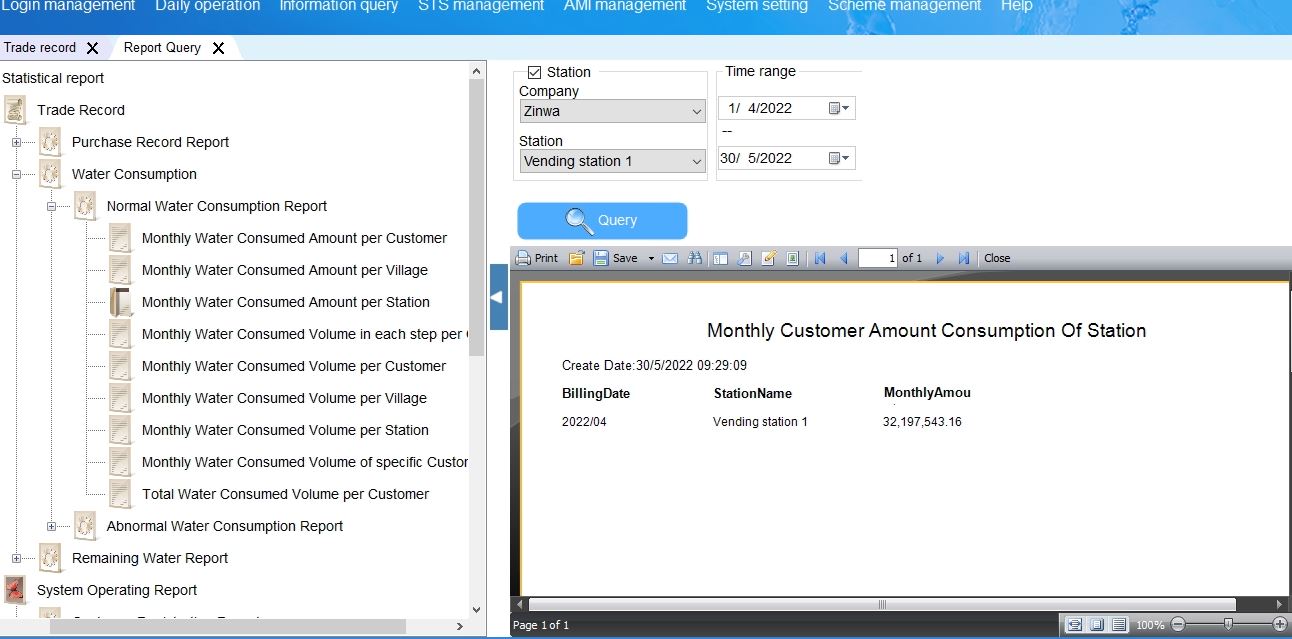 Login management Daily operation Information query STS management AMI management System setting Scheme management Help
Trade record Report Query
Statistical report
Trade Record
Purchase Record Report
Water Consumption
Normal Water Consumption Report
Monthly Water Consumed Amount per Customer
Monthly Water Consumed Amount per Village
Monthly Water Consumed Amount per Station
Monthly Water Consumed Volume in each step per
Monthly Water Consumed Volume per Customer
Monthly Water Consumed Volume per Village
Monthly Water Consumed Volume per Station
Monthly Water Consumed Volume of specific Custor
Total Water Consumed Volume per Customer
Abnormal Water Consumption Report
Remaining Water Report
System Operating Report
Station
Company
Zinwa
Station
Vending station 1
Time range
1/ 4/2022
--
30/ 5/2022
Query
Print Save 1 of 1 Close
Monthly Customer Amount Consumption Of Station
Create Date:30/5/2022 09:29:09
BillingDate StationName MonthlyAmou
2022/04 Vending station 1 32,197,543.16
Page 1 of 1 100%